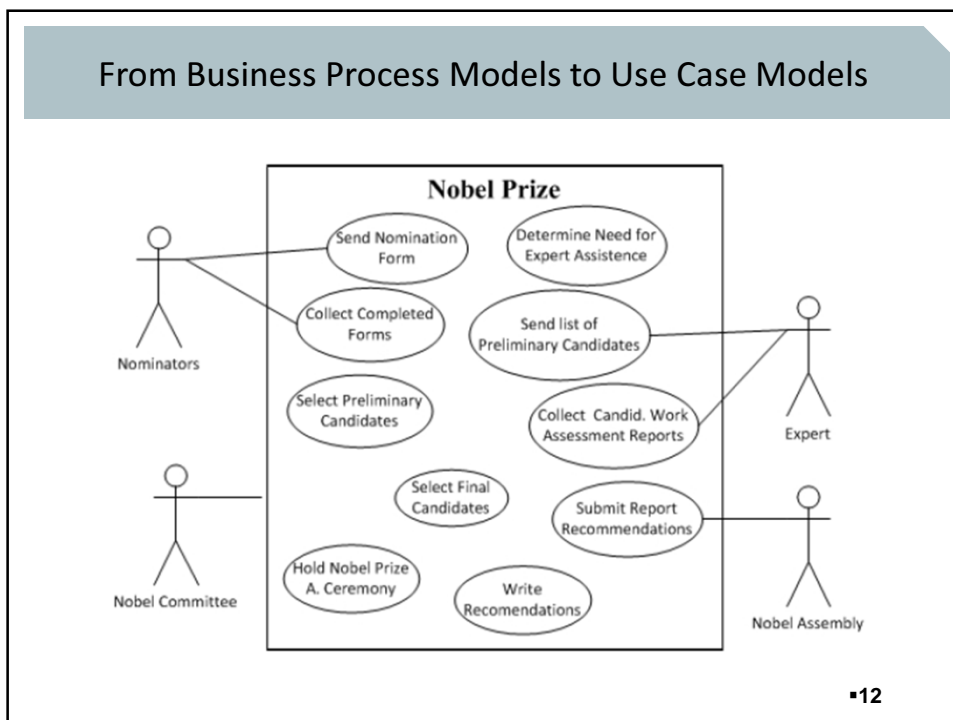 From Business Process Models to Use Case Models
Nobel Prize
Send Nomination
Form
Determine Need for
Expert Assistence
Collect Completed
Forms
Send list of
Preliminary Candidates
Nominators
Select Preliminary
Candidates
Collect Candid. Work
Assessment Reports
Expert
Select Final
Candidates
Submit Report
Recommendations
Hold Nobel Prize
A. Ceremony
Write
Recomendations
Nobel Committee
Nobel Assembly
▪12